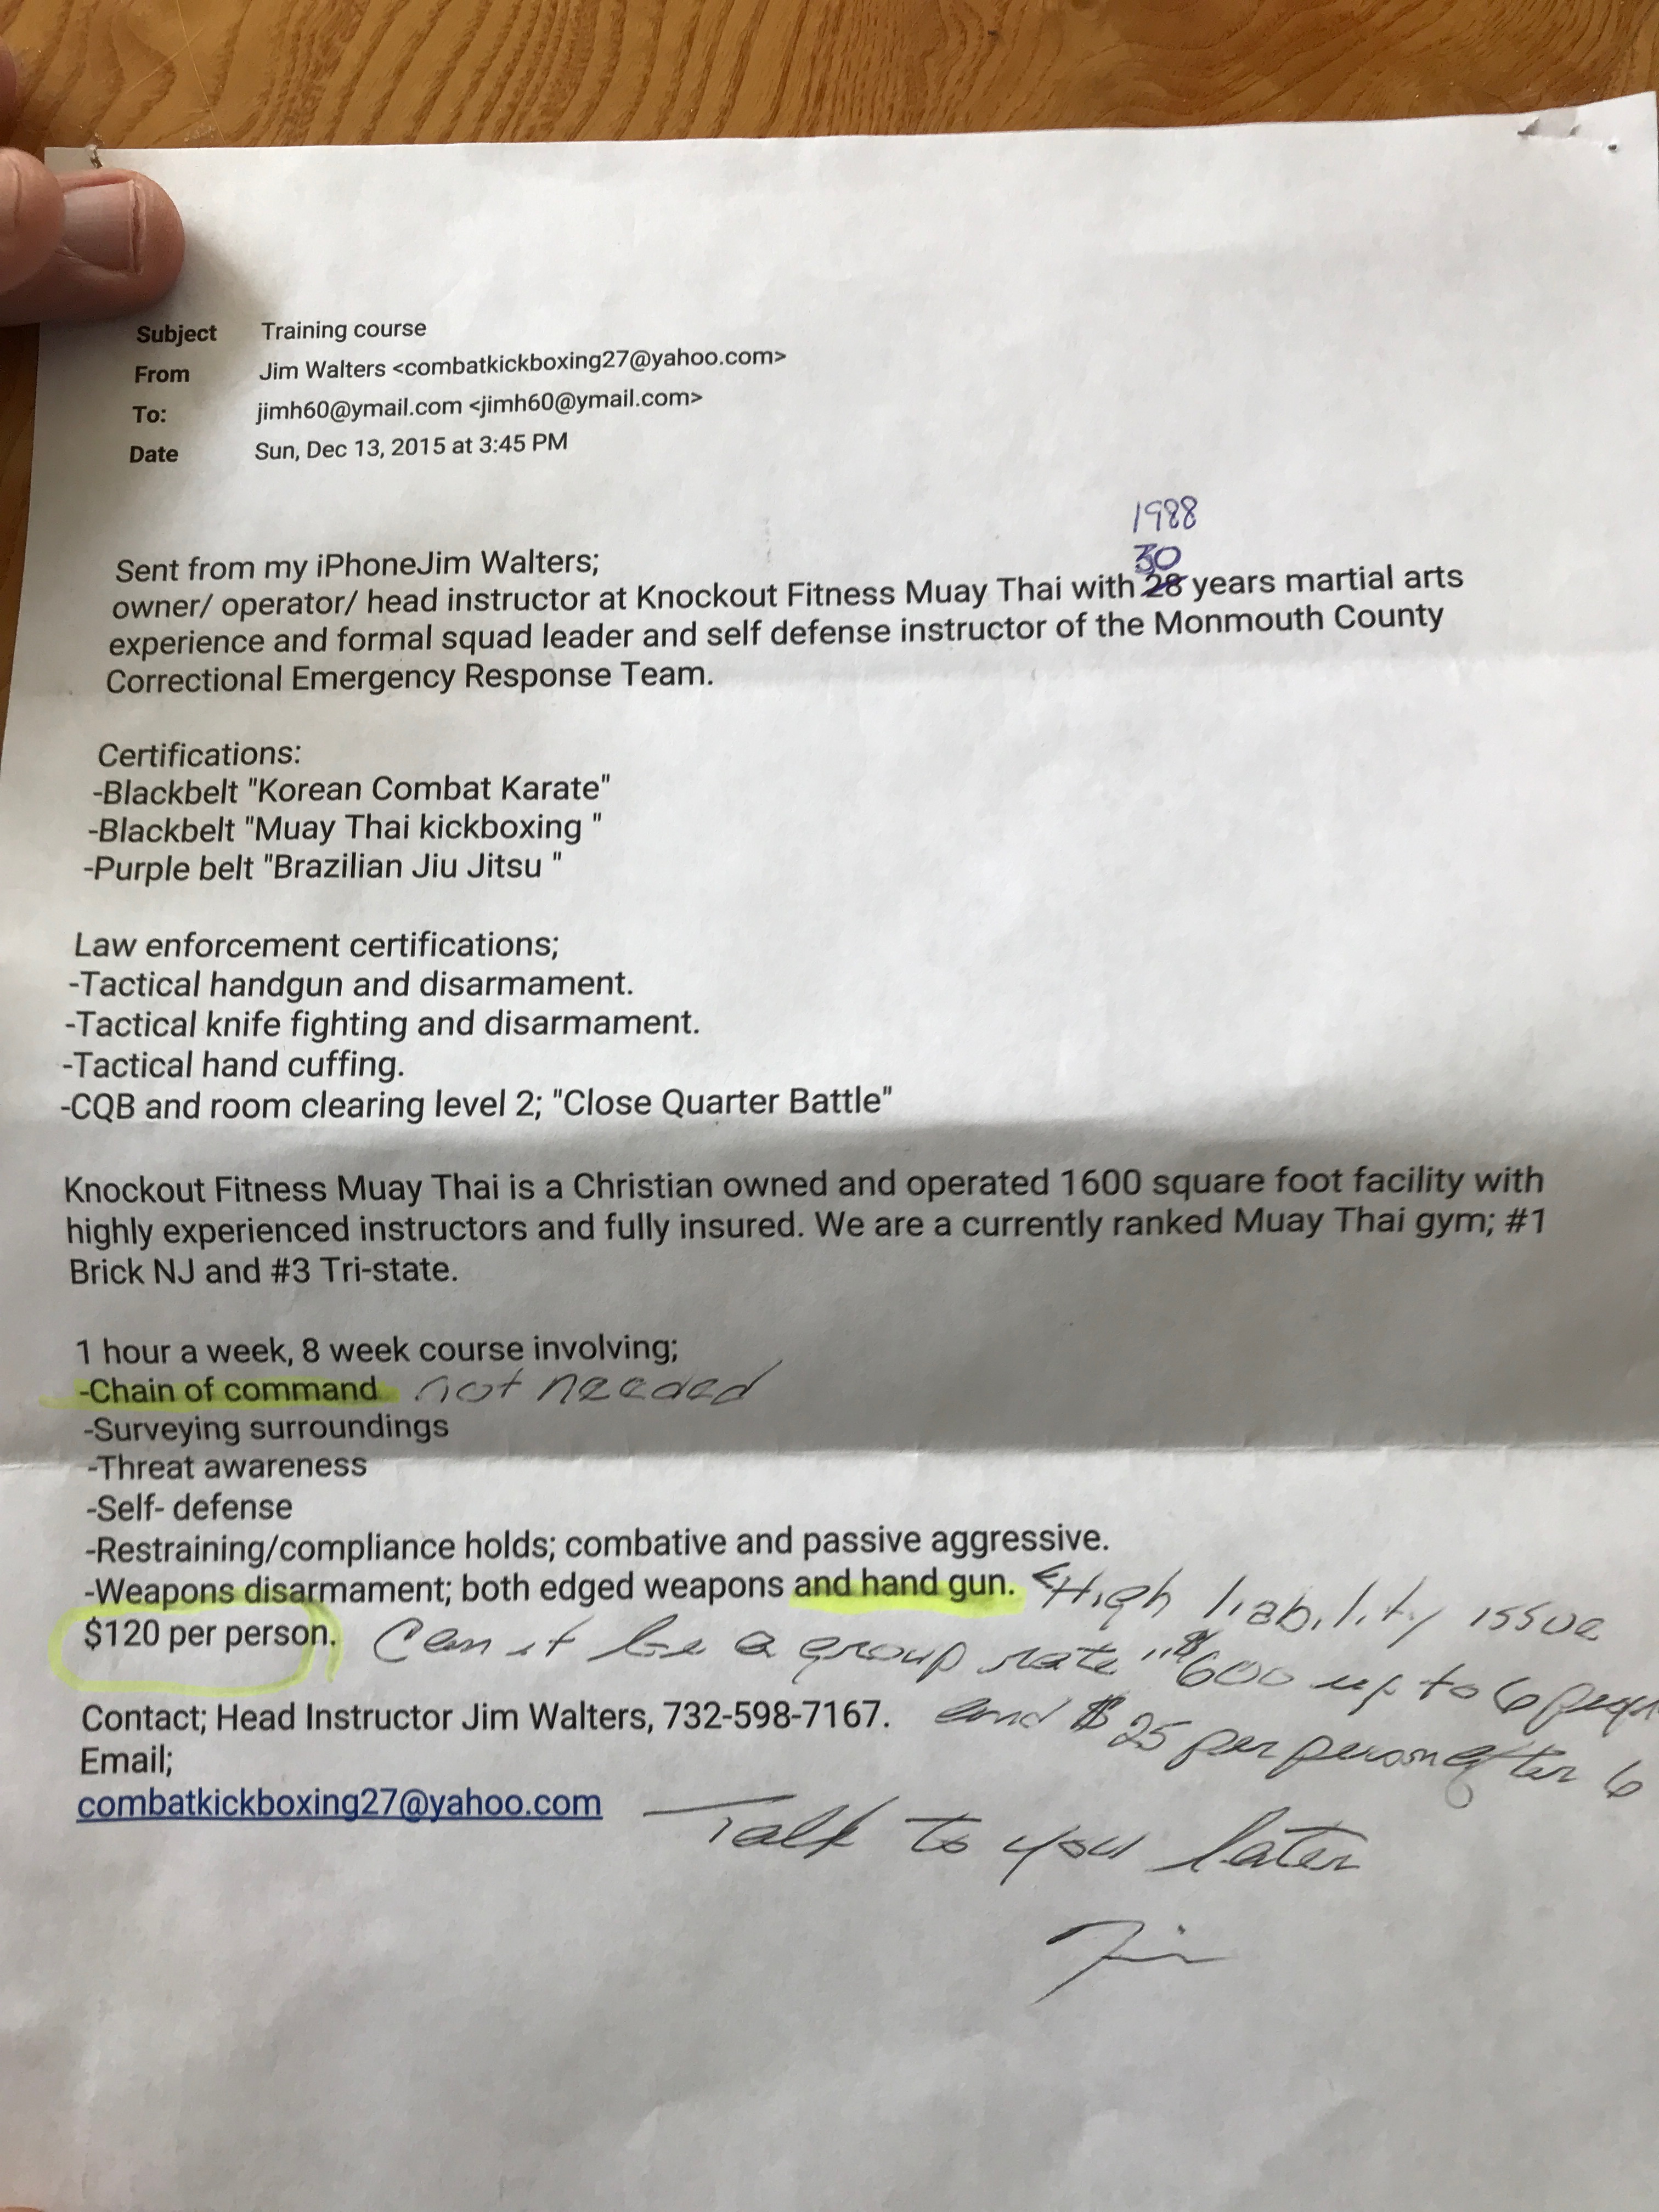 Subject Training course
From Jim Walters <combatkickboxing27@yahoo.com>
To: jimh60@ymail.com <jimh60@ymail.com>
Date Sun, Dec 13, 2015 at 3:45 PM
1988
30
Sent from my iPhoneJim Walters;
owner/ operator/ head instructor at Knockout Fitness Muay Thai with 28 years martial arts
experience and formal squad leader and self defense instructor of the Monmouth County
Correctional Emergency Response Team.
Certifications:
-Blackbelt "Korean Combat Karate"
-Blackbelt "Muay Thai kickboxing "
-Purple belt "Brazilian Jiu Jitsu "
Law enforcement certifications;
-Tactical handgun and disarmament.
-Tactical knife fighting and disarmament.
-Tactical hand cuffing.
-CQB and room clearing level 2; "Close Quarter Battle"
Knockout Fitness Muay Thai is a Christian owned and operated 1600 square foot facility with
highly experienced instructors and fully insured. We are a currently ranked Muay Thai gym; #1
Brick NJ and #3 Tri-state.
1 hour a week, 8 week course involving;
-Chain of command not needed
-Surveying surroundings
-Threat awareness
-Self- defense
-Restraining/compliance holds; combative and passive aggressive.
-Weapons disarmament; both edged weapons and hand gun. High liability issue
$120 per person. Can it be a group rate $600 up to 6
Contact; Head Instructor Jim Walters, 732-598-7167. and $25 per person after 6
Email;
combatkickboxing27@yahoo.com Talk to you later
Jim